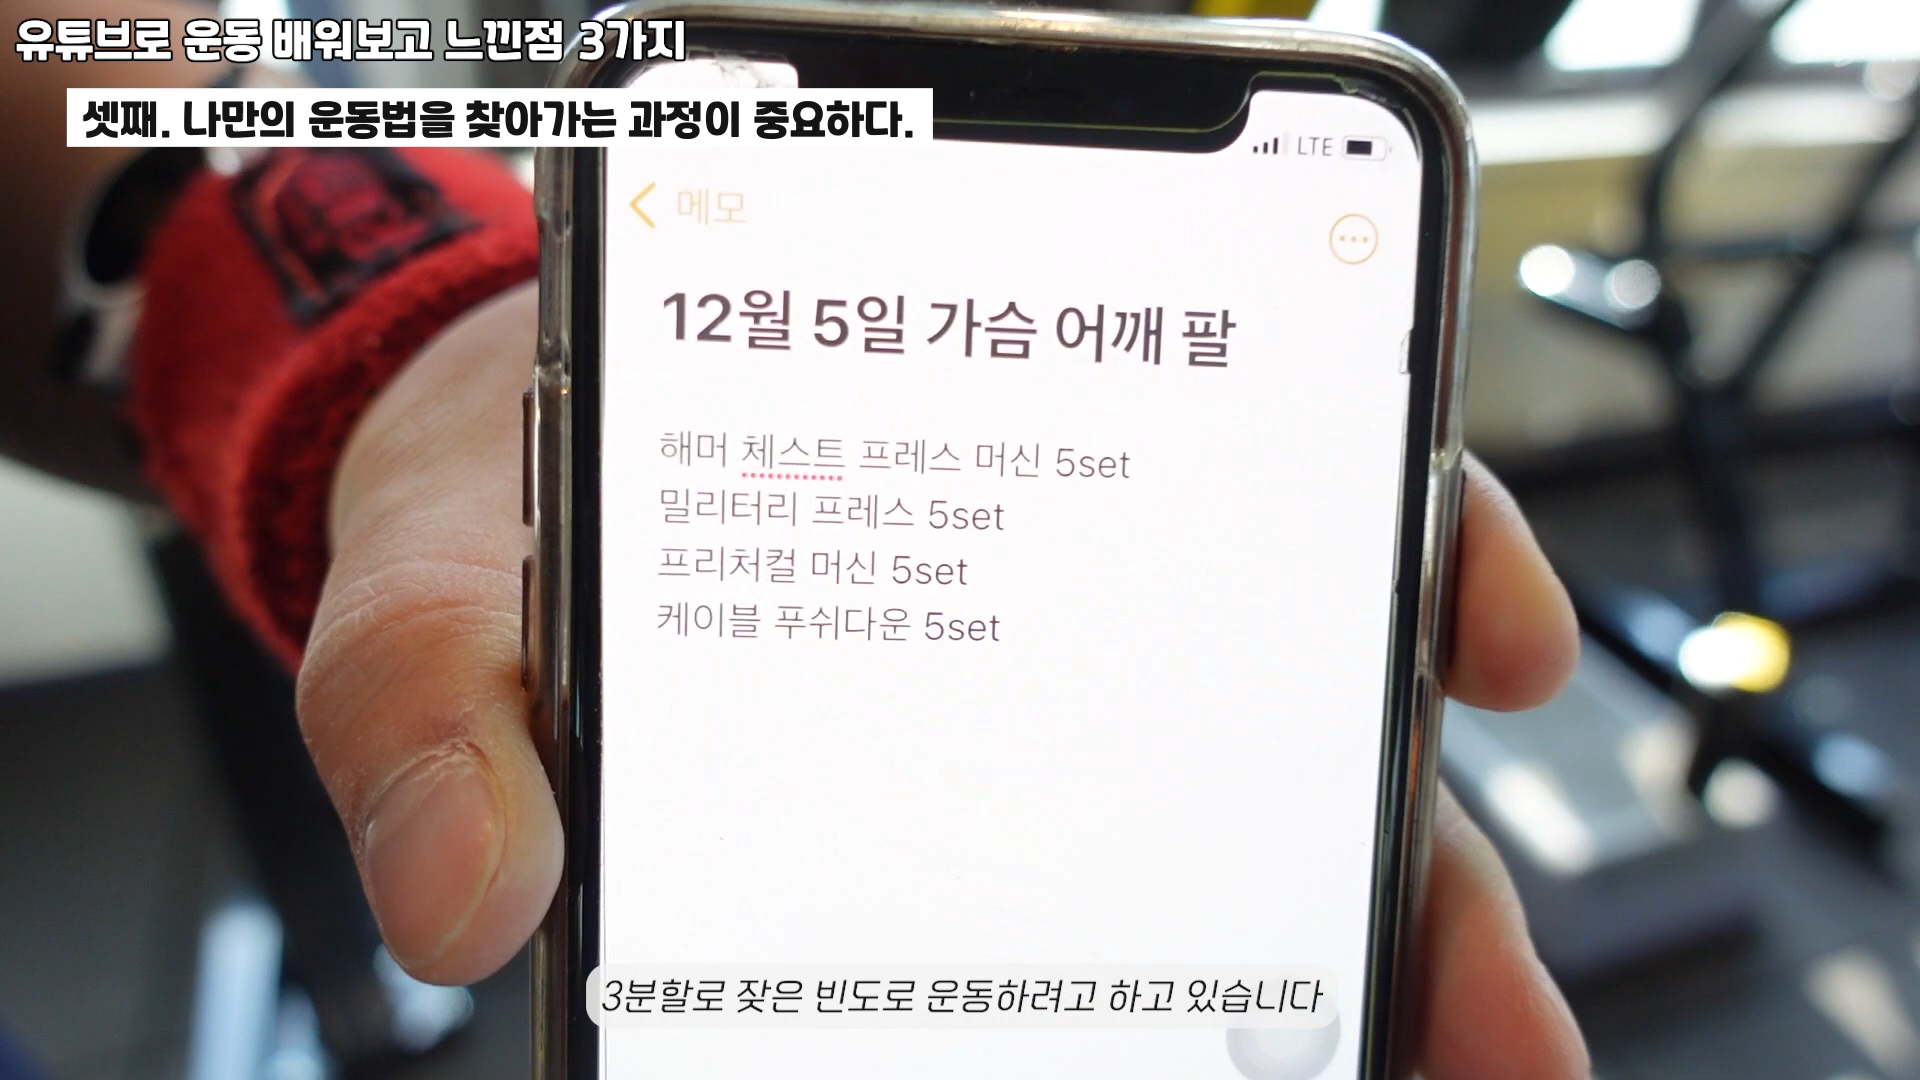 유튜브로 운동 배워보고 느낀점 3가지
셋째. 나만의 운동법을 찾아가는 과정이 중요하다.
LTE
메모
12월 5일 가슴 어깨 팔
해머 체스트 프레스 머신 5set
밀리터리 프레스 5set
프리처컬 머신 5set
케이블 푸쉬다운 5set
3분할로 잦은 빈도로 운동하려고 하고 있습니다